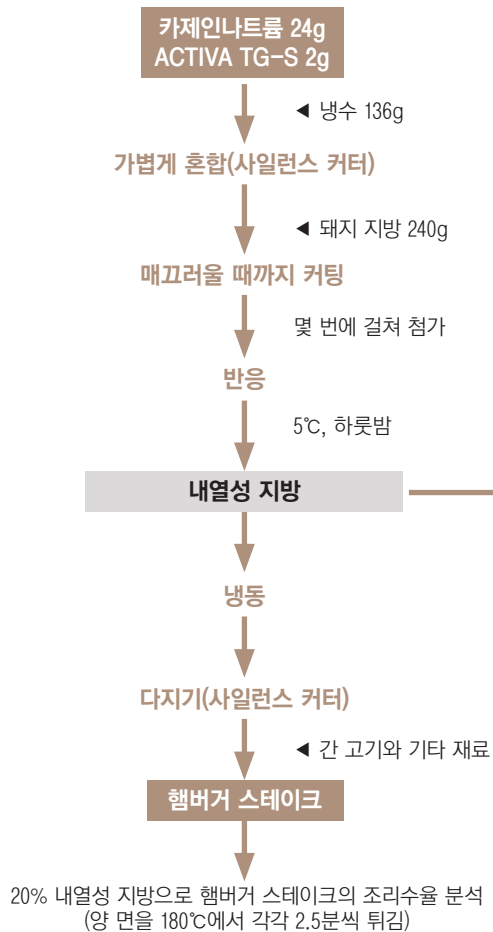 카제인나트륨 24g
ACTIVA TG-S 2g
◀ 냉수 136g
가볍게 혼합(사일런스 커터)
◀ 돼지 지방 240g
매끄러울 때까지 커팅
몇 번에 걸쳐 첨가
반응
5℃, 하룻밤
내열성 지방
냉동
다지기(사일런스 커터)
◀ 간 고기와 기타 재료
햄버거 스테이크
20% 내열성 지방으로 햄버거 스테이크의 조리수율 분석
(양 면을 180℃에서 각각 2.5분씩 튀김)